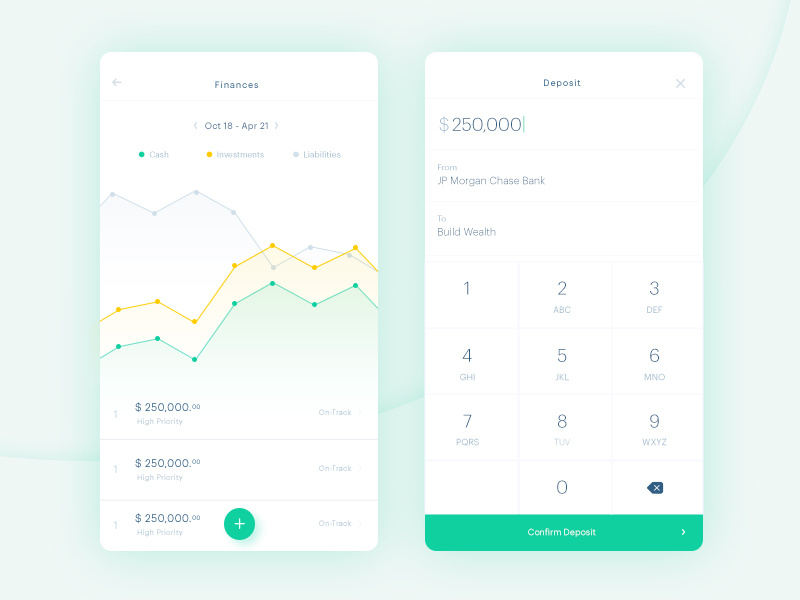 Finances
Oct 18 - Apr 21
Cash Investments Liabilities
1 $ 250,000.00 On-Track
High Priority
1 $ 250,000.00 On-Track
High Priority
1 $ 250,000.00 On-Track
High Priority
+
Deposit
$ 250,000
From
JP Morgan Chase Bank
To
Build Wealth
1 2 3
ABC DEF
4 5 6
GHI JKL MNO
7 8 9
PQRS TUV WXYZ
0
Confirm Deposit